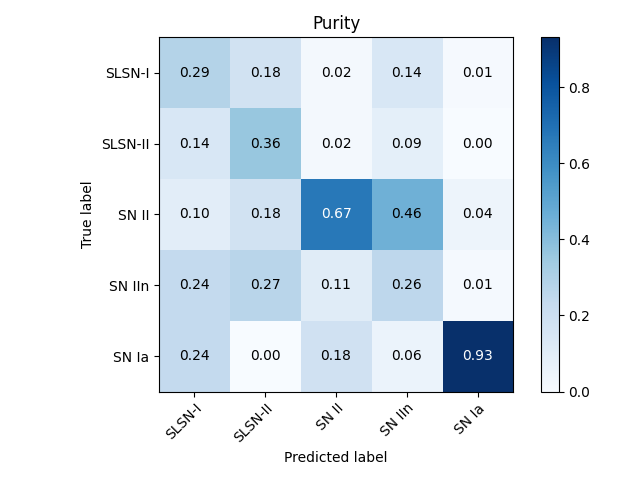 Purity
SLSN-I 0.29 0.18 0.02 0.14 0.01
0.8
SLSN-II 0.14 0.36 0.02 0.09 0.00
0.6
True label
SN II 0.10 0.18 0.67 0.46 0.04
0.4
SN IIn 0.24 0.27 0.11 0.26 0.01
0.2
SN Ia 0.24 0.00 0.18 0.06 0.93
0.0
SLSN-I SLSN-II SN II SN IIn SN Ia
Predicted label